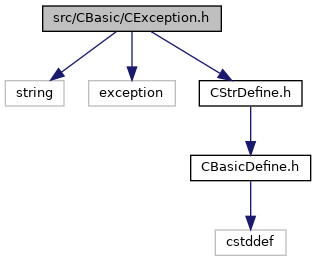 src/CBasic/CException.h
string
exception
CStrDefine.h
CBasicDefine.h
cstddef